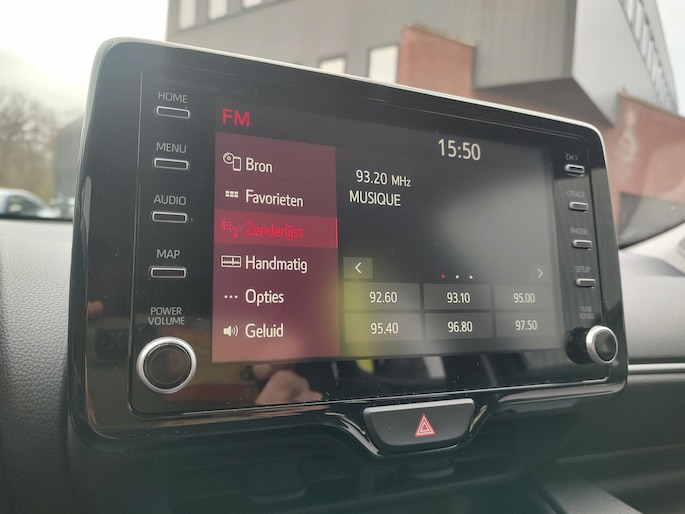 HOME
MENU
AUDIO
MAP
POWER
VOLUME
FM
15:50
Bron
Favorieten
Zenderlijst
Handmatig
Opties
Geluid
93.20 MHz
MUSIQUE
<
>
92.60 93.10 95.00
95.40 96.80 97.50
PHONE
SETUP